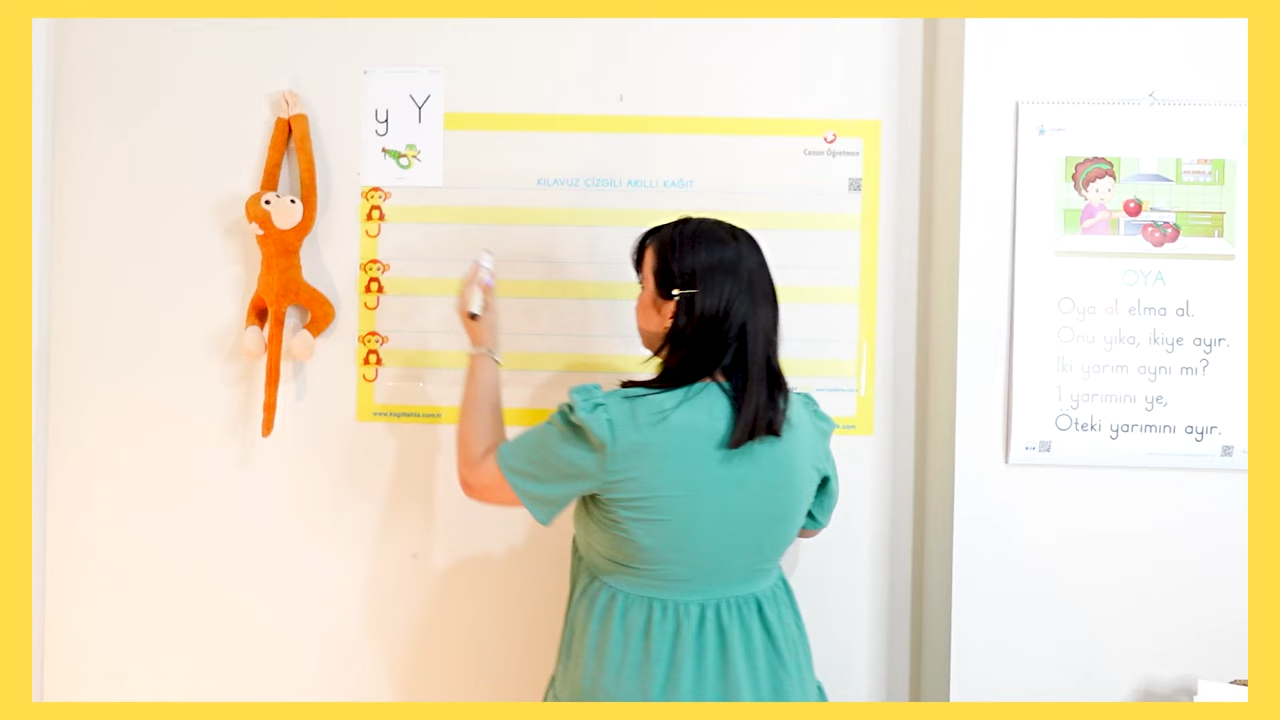 y Y
Canan Öğretmen
KILAVUZ ÇİZGİLİ AKILLI KAĞIT
www.kagittahta.com.tr
OYA
Oya al elma al.
Onu yıka, ikiye ayır.
İki yarım aynı mı?
1 yarımını ye,
Öteki yarımını ayır.